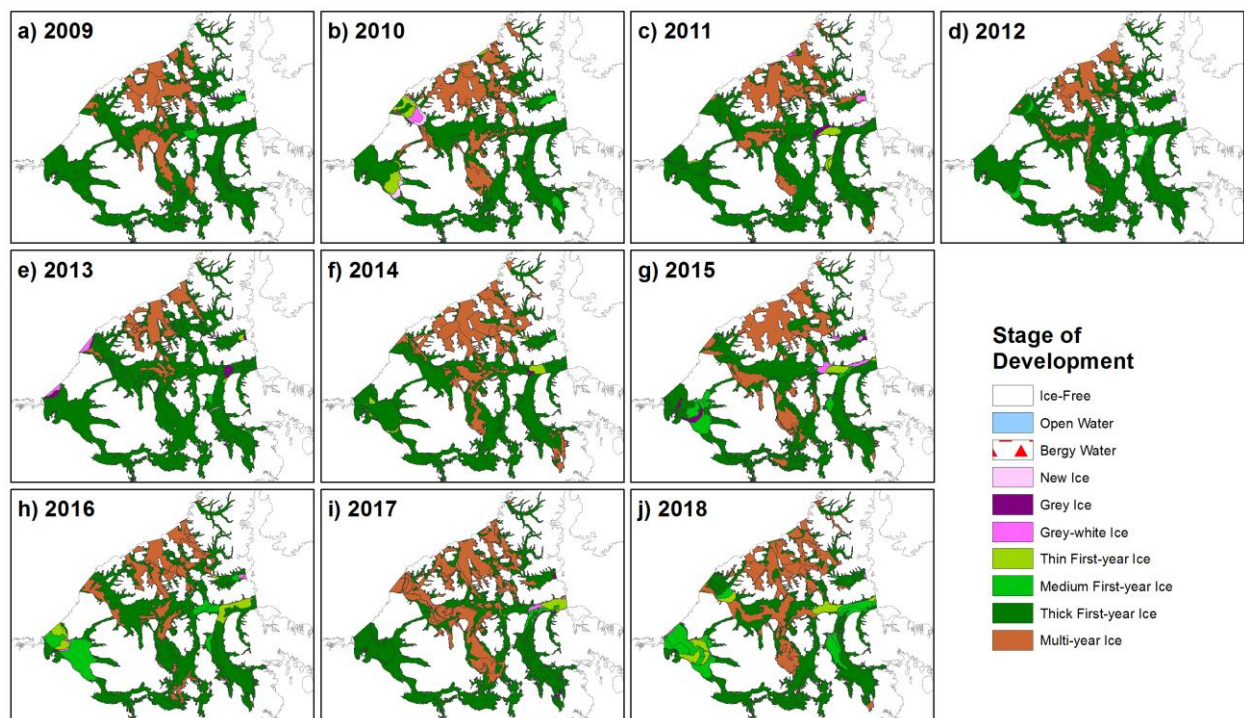 a) 2009
b) 2010
c) 2011
d) 2012
e) 2013
f) 2014
g) 2015
h) 2016
i) 2017
j) 2018
Stage of
Development
Ice-Free
Open Water
Bergy Water
New Ice
Grey Ice
Grey-white Ice
Thin First-year Ice
Medium First-year Ice
Thick First-year Ice
Multi-year Ice